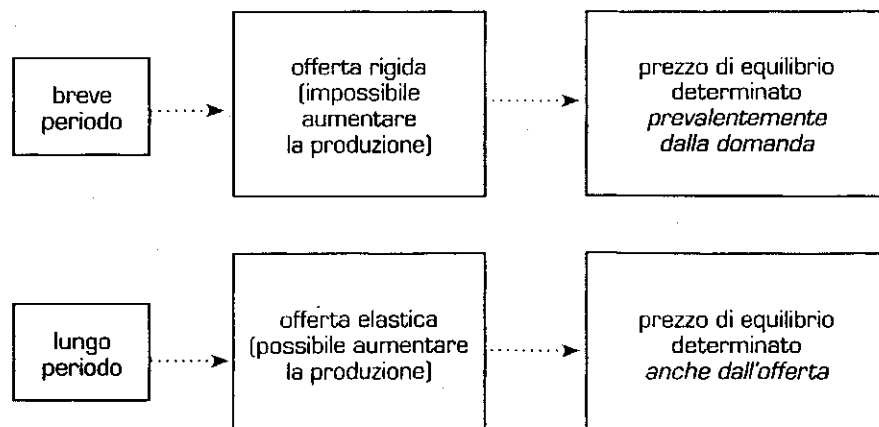 breve
periodo
offerta rigida
(impossibile
aumentare
la produzione)
prezzo di equilibrio
determinato
prevalentemente
dalla domanda
lungo
periodo
offerta elastica
(possibile aumentare
la produzione)
prezzo di equilibrio
determinato
anche dall'offerta